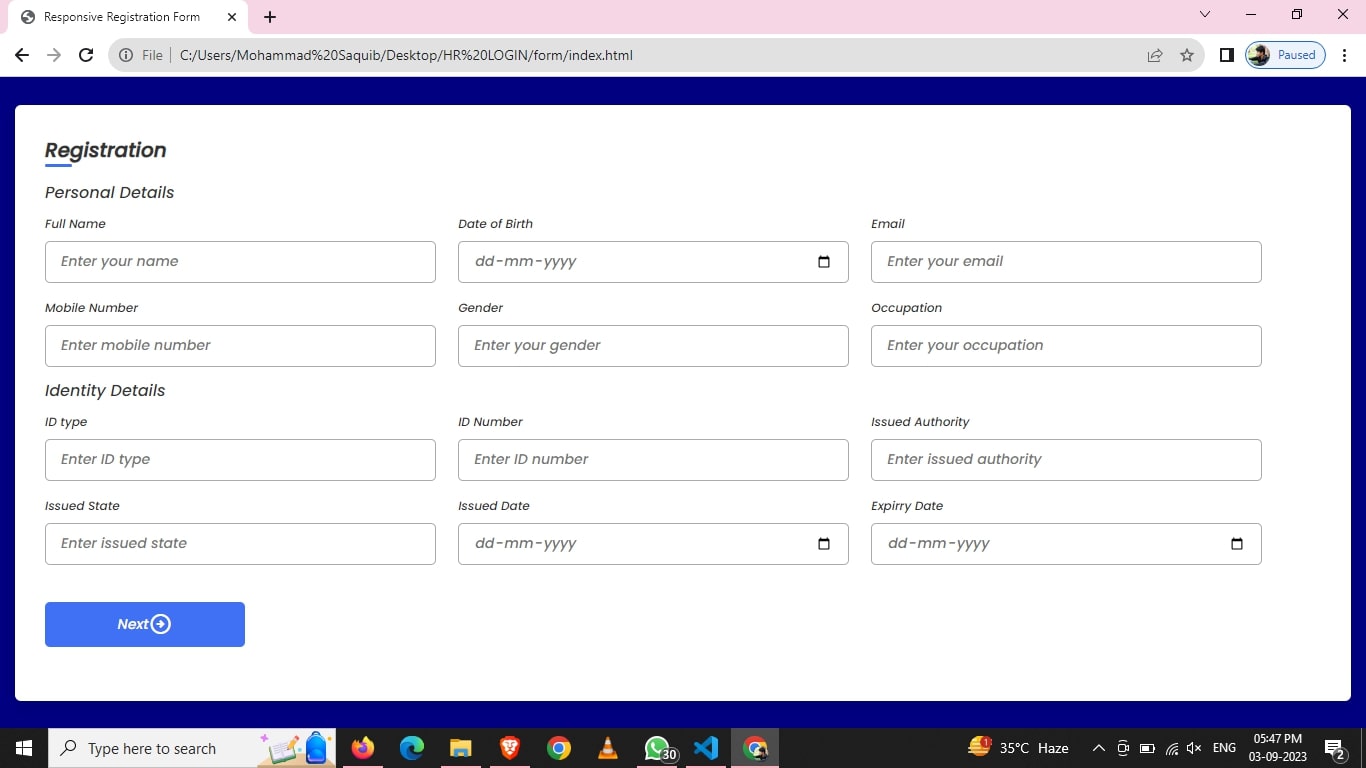 Responsive Registration Form
File
C:/Users/Mohammad%20Saquib/Desktop/HR%20LOGIN/form/index.html
Paused
Registration
Personal Details
Full Name Date of Birth Email
Enter your name dd-mm-yyyy Enter your email
Mobile Number Gender Occupation
Enter mobile number Enter your gender Enter your occupation
Identity Details
ID type ID Number Issued Authority
Enter ID type Enter ID number Enter issued authority
Issued State Issued Date Expirry Date
Enter issued state dd-mm-yyyy dd-mm-yyyy
Next
Type here to search
30
1
35°C Haze
ENG
05:47 PM
03-09-2023
2